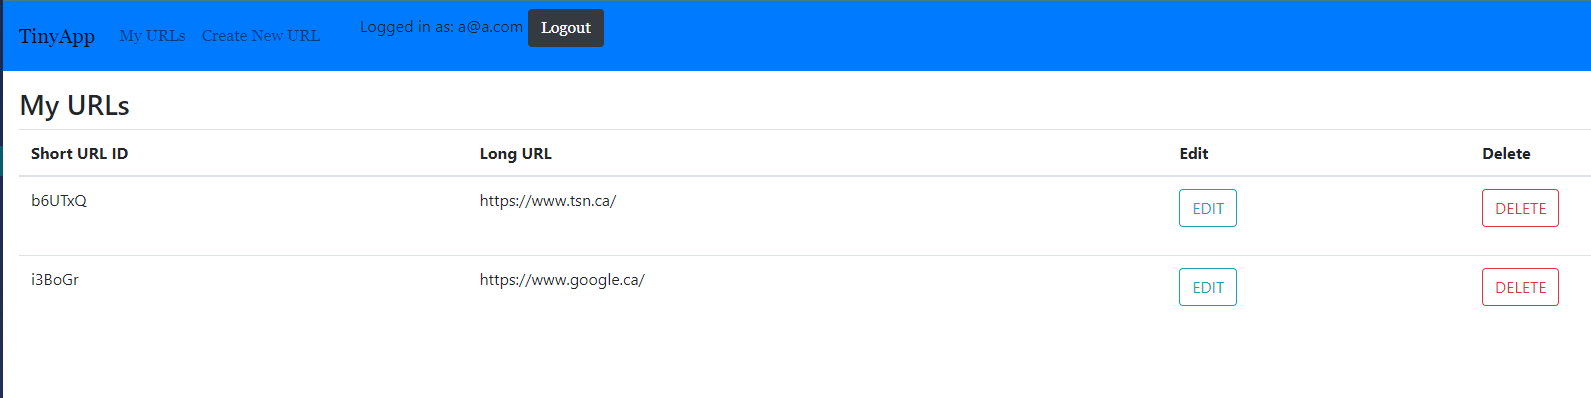 TinyApp My URLs Create New URL Logged in as: a@a.com Logout
My URLs
Short URL ID Long URL Edit Delete
b6UTxQ https://www.tsn.ca/ EDIT DELETE
i3BoGr https://www.google.ca/ EDIT DELETE